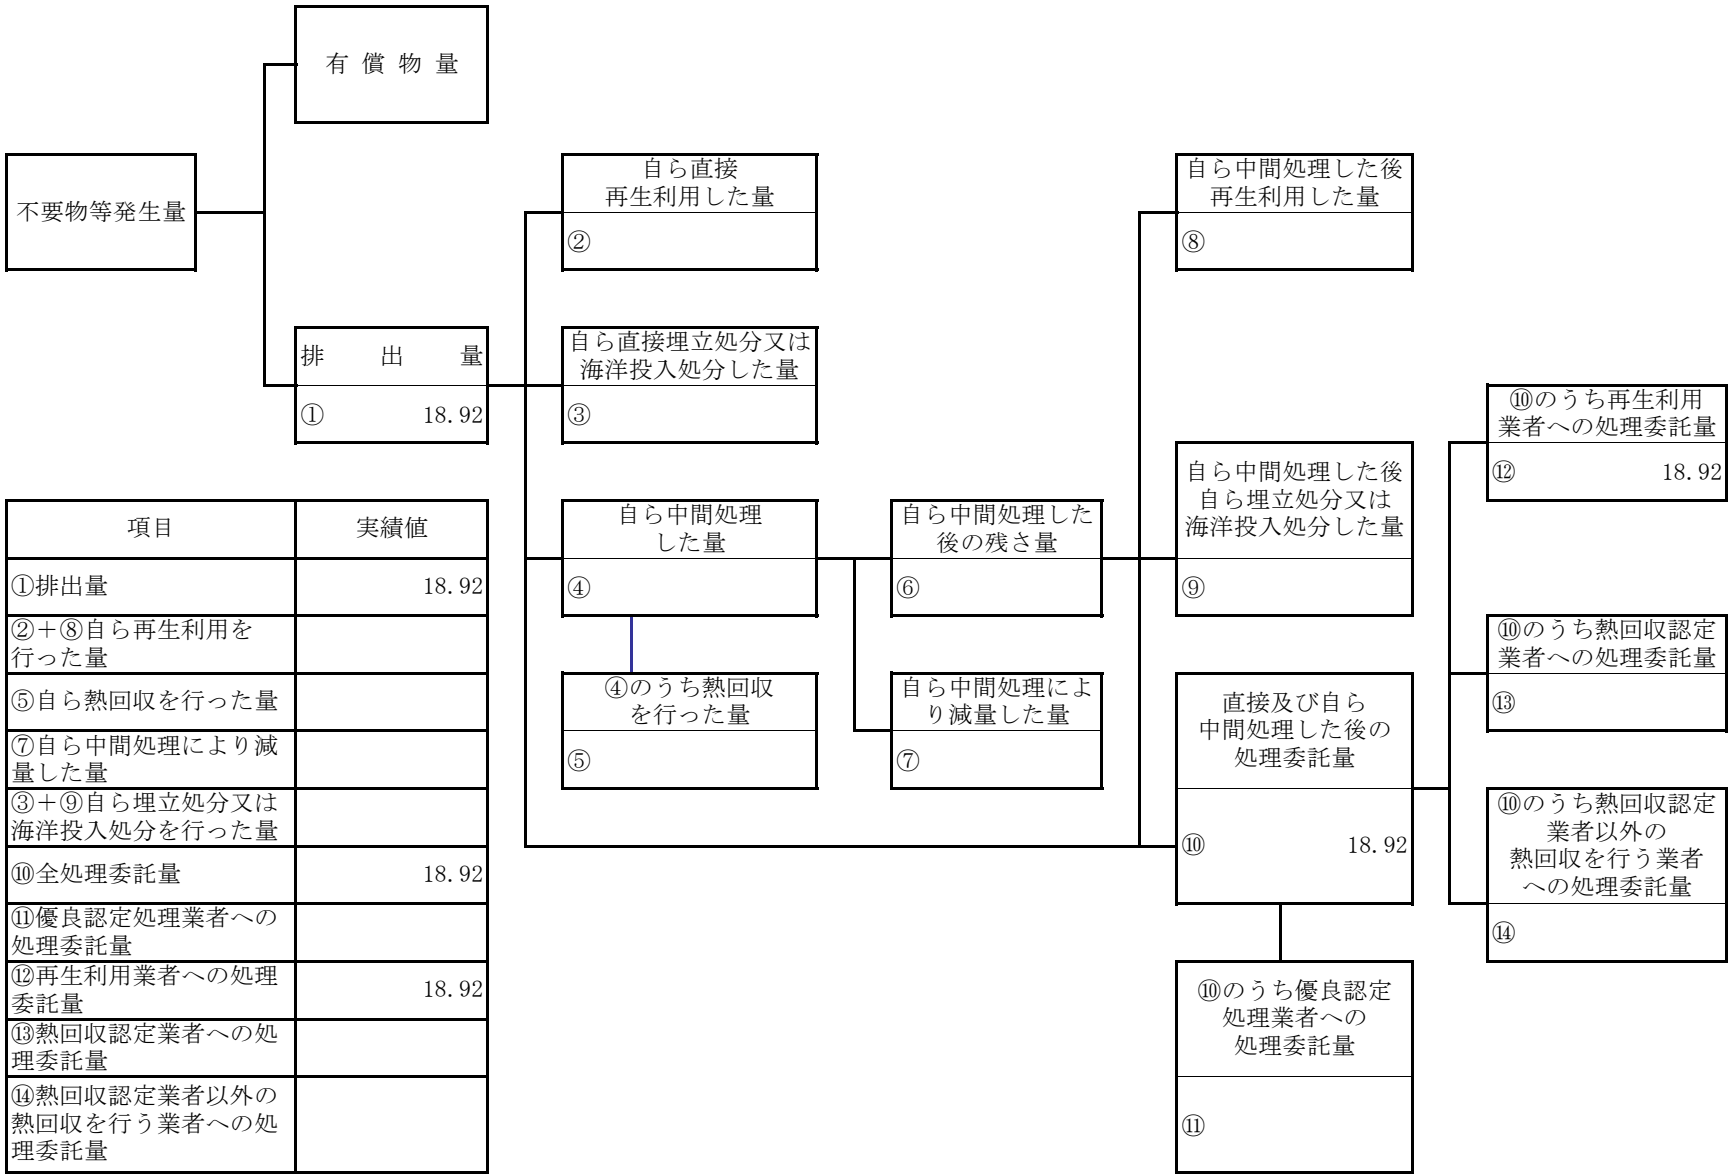 有償物量
不要物等発生量
排出量
① 18.92
自ら直接
再生利用した量
②
自ら直接埋立処分又は
海洋投入処分した量
③
自ら中間処理
した量
④
④のうち熱回収
を行った量
⑤
自ら中間処理した
後の残さ量
⑥
自ら中間処理によ
り減量した量
⑦
自ら中間処理した後
再生利用した量
⑧
自ら中間処理した後
自ら埋立処分又は
海洋投入処分した量
⑨
直接及び自ら
中間処理した後の
処理委託量
⑩ 18.92
⑩のうち優良認定
処理業者への
処理委託量
⑪
⑩のうち再生利用
業者への処理委託量
⑫ 18.92
⑩のうち熱回収認定
業者への処理委託量
⑬
⑩のうち熱回収認定
業者以外の
熱回収を行う業者
への処理委託量
⑭
項目 実績値
①排出量 18.92
②＋⑧自ら再生利用を
行った量
⑤自ら熱回収を行った量
⑦自ら中間処理により減
量した量
③＋⑨自ら埋立処分又は
海洋投入処分を行った量
⑩全処理委託量 18.92
⑪優良認定処理業者への
処理委託量
⑫再生利用業者への処理
委託量 18.92
⑬熱回収認定業者への処
理委託量
⑭熱回収認定業者以外の
熱回収を行う業者への処
理委託量